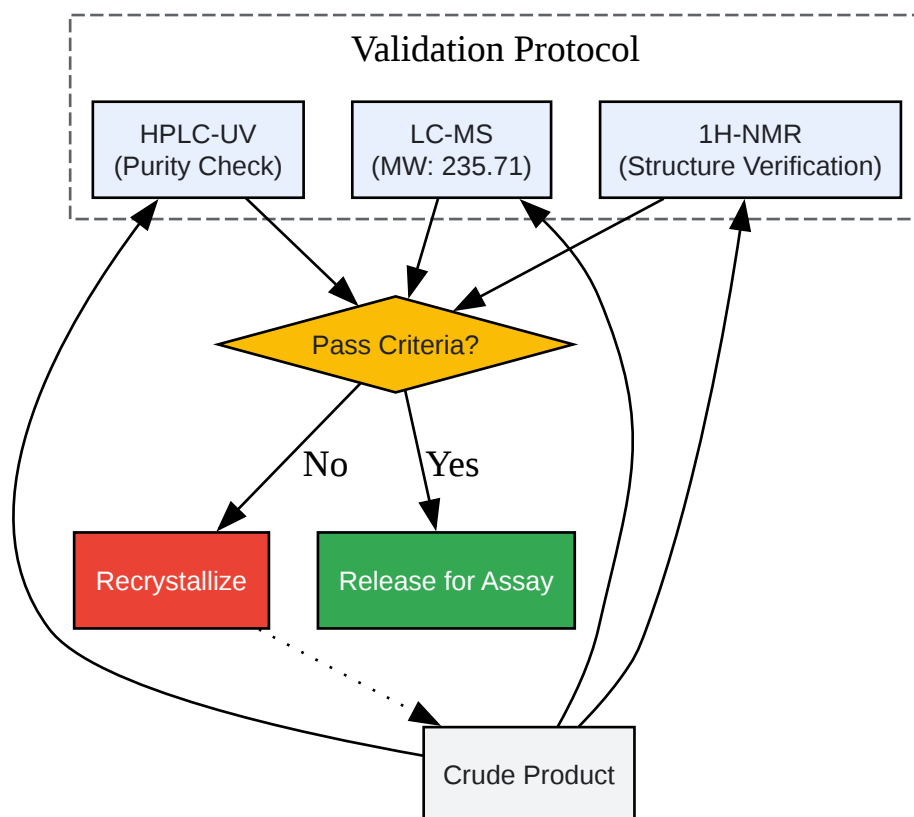 Validation Protocol
HPLC-UV
(Purity Check)
LC-MS
(MW: 235.71)
1H-NMR
(Structure Verification)
Pass Criteria?
No
Yes
Recrystallize
Release for Assay
Crude Product